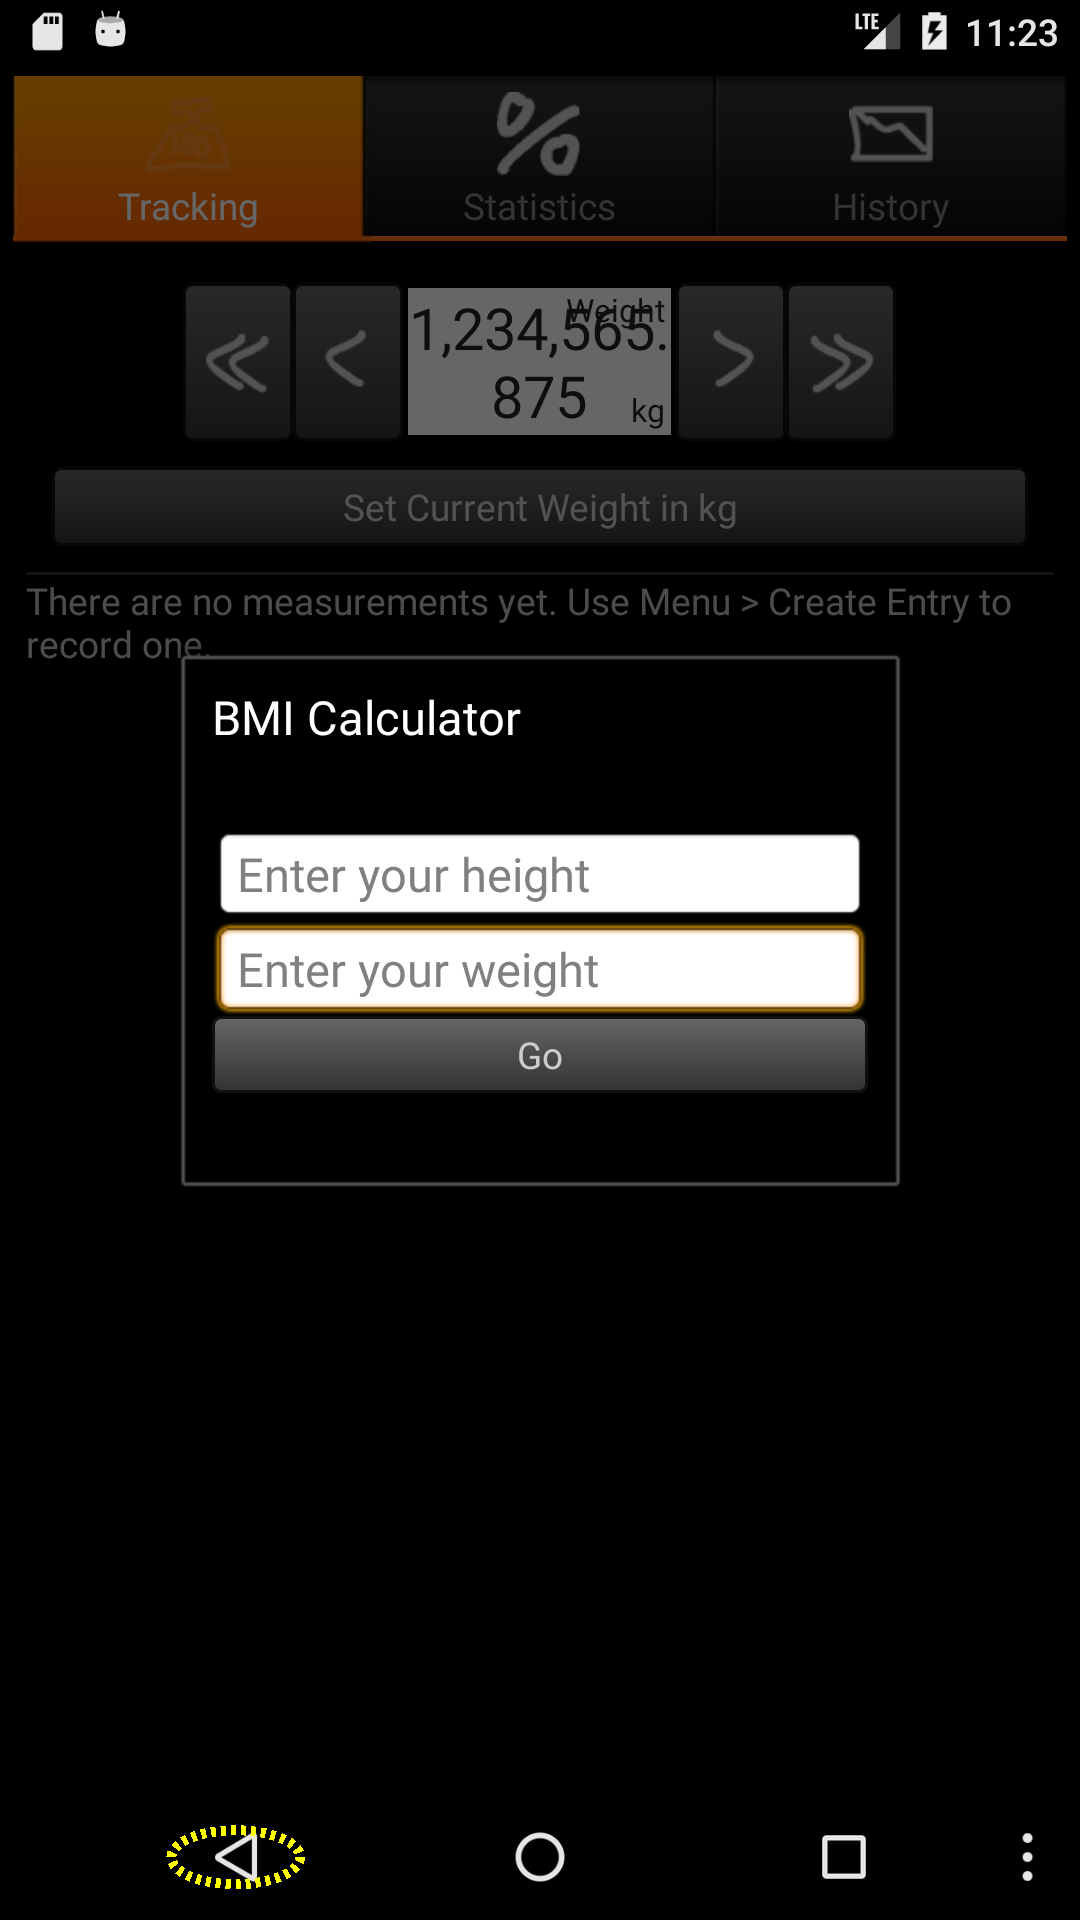 LTE 11:23
Tracking Statistics History
Weight
1,234,565.
875 kg
Set Current Weight in kg
There are no measurements yet. Use Menu > Create Entry to
record one.
BMI Calculator
Enter your height
Enter your weight
Go